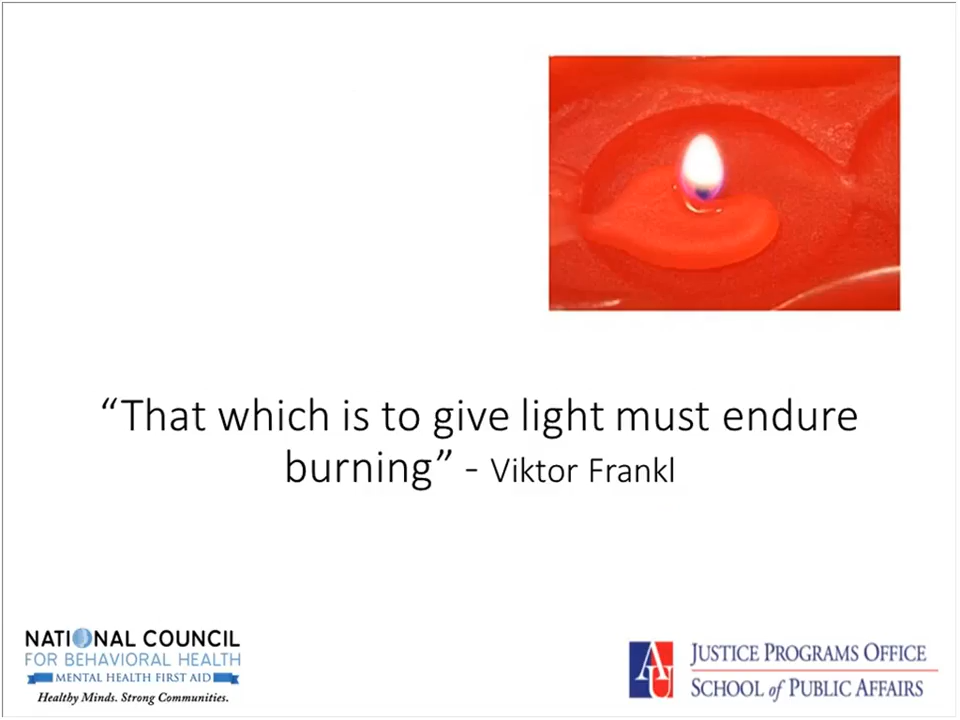 “That which is to give light must endure
burning” - Viktor Frankl
NATIONAL COUNCIL
FOR BEHAVIORAL HEALTH
MENTAL HEALTH FIRST AID
Healthy Minds. Strong Communities.
AU
JUSTICE PROGRAMS OFFICE
SCHOOL of PUBLIC AFFAIRS